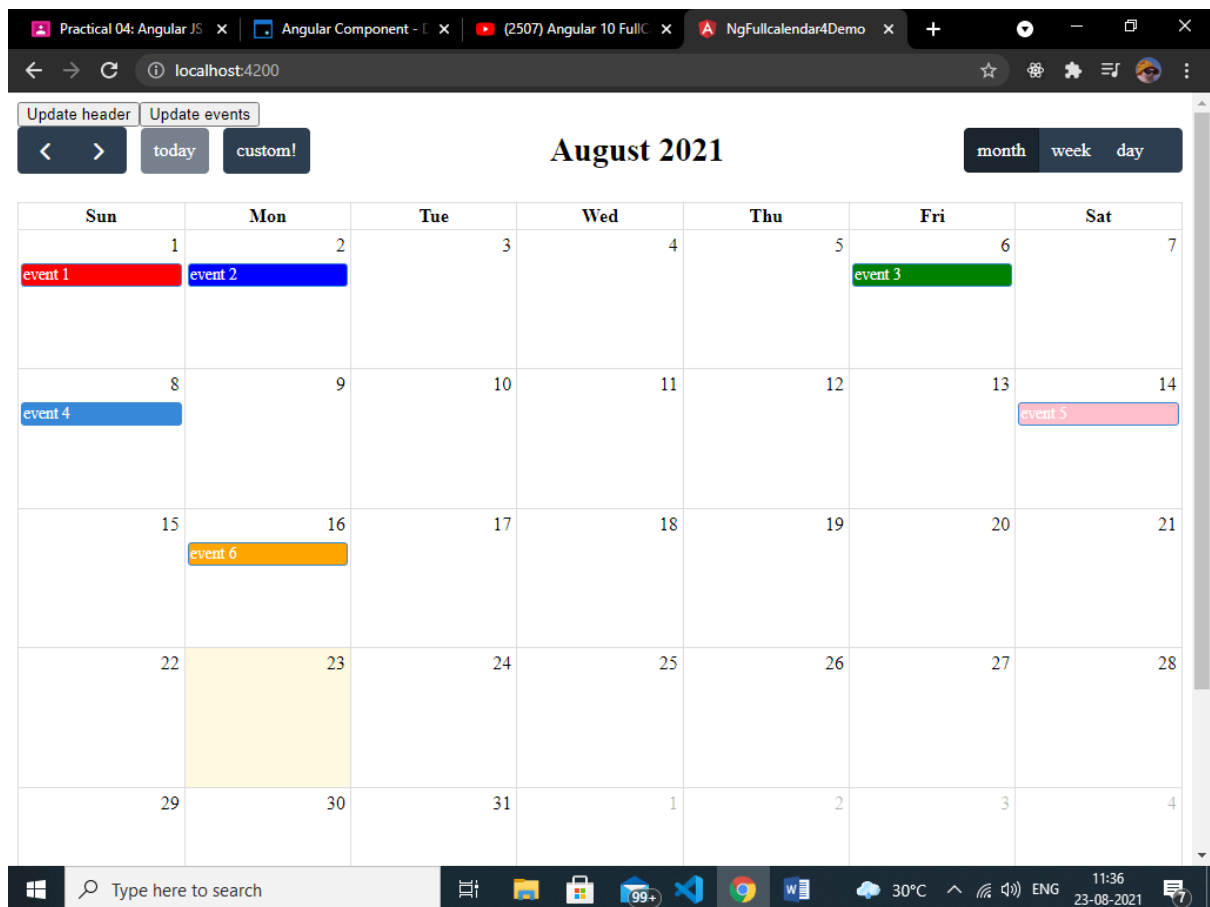 Practical 04: Angular JS
Angular Component - D
(2507) Angular 10 FullC
NgFullcalendar4Demo
localhost:4200
Update header Update events
today custom! August 2021 month week day
Sun Mon Tue Wed Thu Fri Sat
1 2 3 4 5 6 7
event 1 event 2 event 3
8 9 10 11 12 13 14
event 4 event 5
15 16 17 18 19 20 21
event 6
22 23 24 25 26 27 28
29 30 31 1 2 3 4
Type here to search 99+ 30°C ENG 11:36
23-08-2021 7